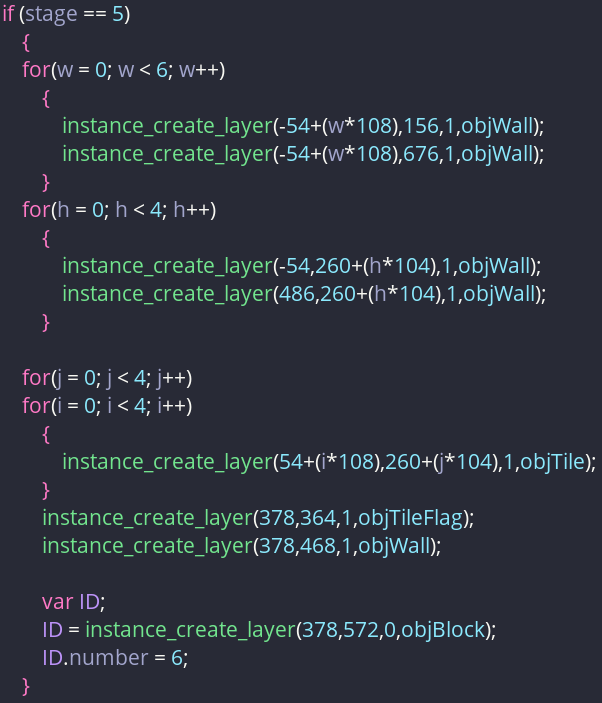 if (stage == 5)
{
for(w = 0; w < 6; w++)
{
instance_create_layer(-54+(w*108),156,1,objWall);
instance_create_layer(-54+(w*108),676,1,objWall);
}
for(h = 0; h < 4; h++)
{
instance_create_layer(-54,260+(h*104),1,objWall);
instance_create_layer(486,260+(h*104),1,objWall);
}
for(j = 0; j < 4; j++)
for(i = 0; i < 4; i++)
{
instance_create_layer(54+(i*108),260+(j*104),1,objTile);
}
instance_create_layer(378,364,1,objTileFlag);
instance_create_layer(378,468,1,objWall);
var ID;
ID = instance_create_layer(378,572,0,objBlock);
ID.number = 6;
}